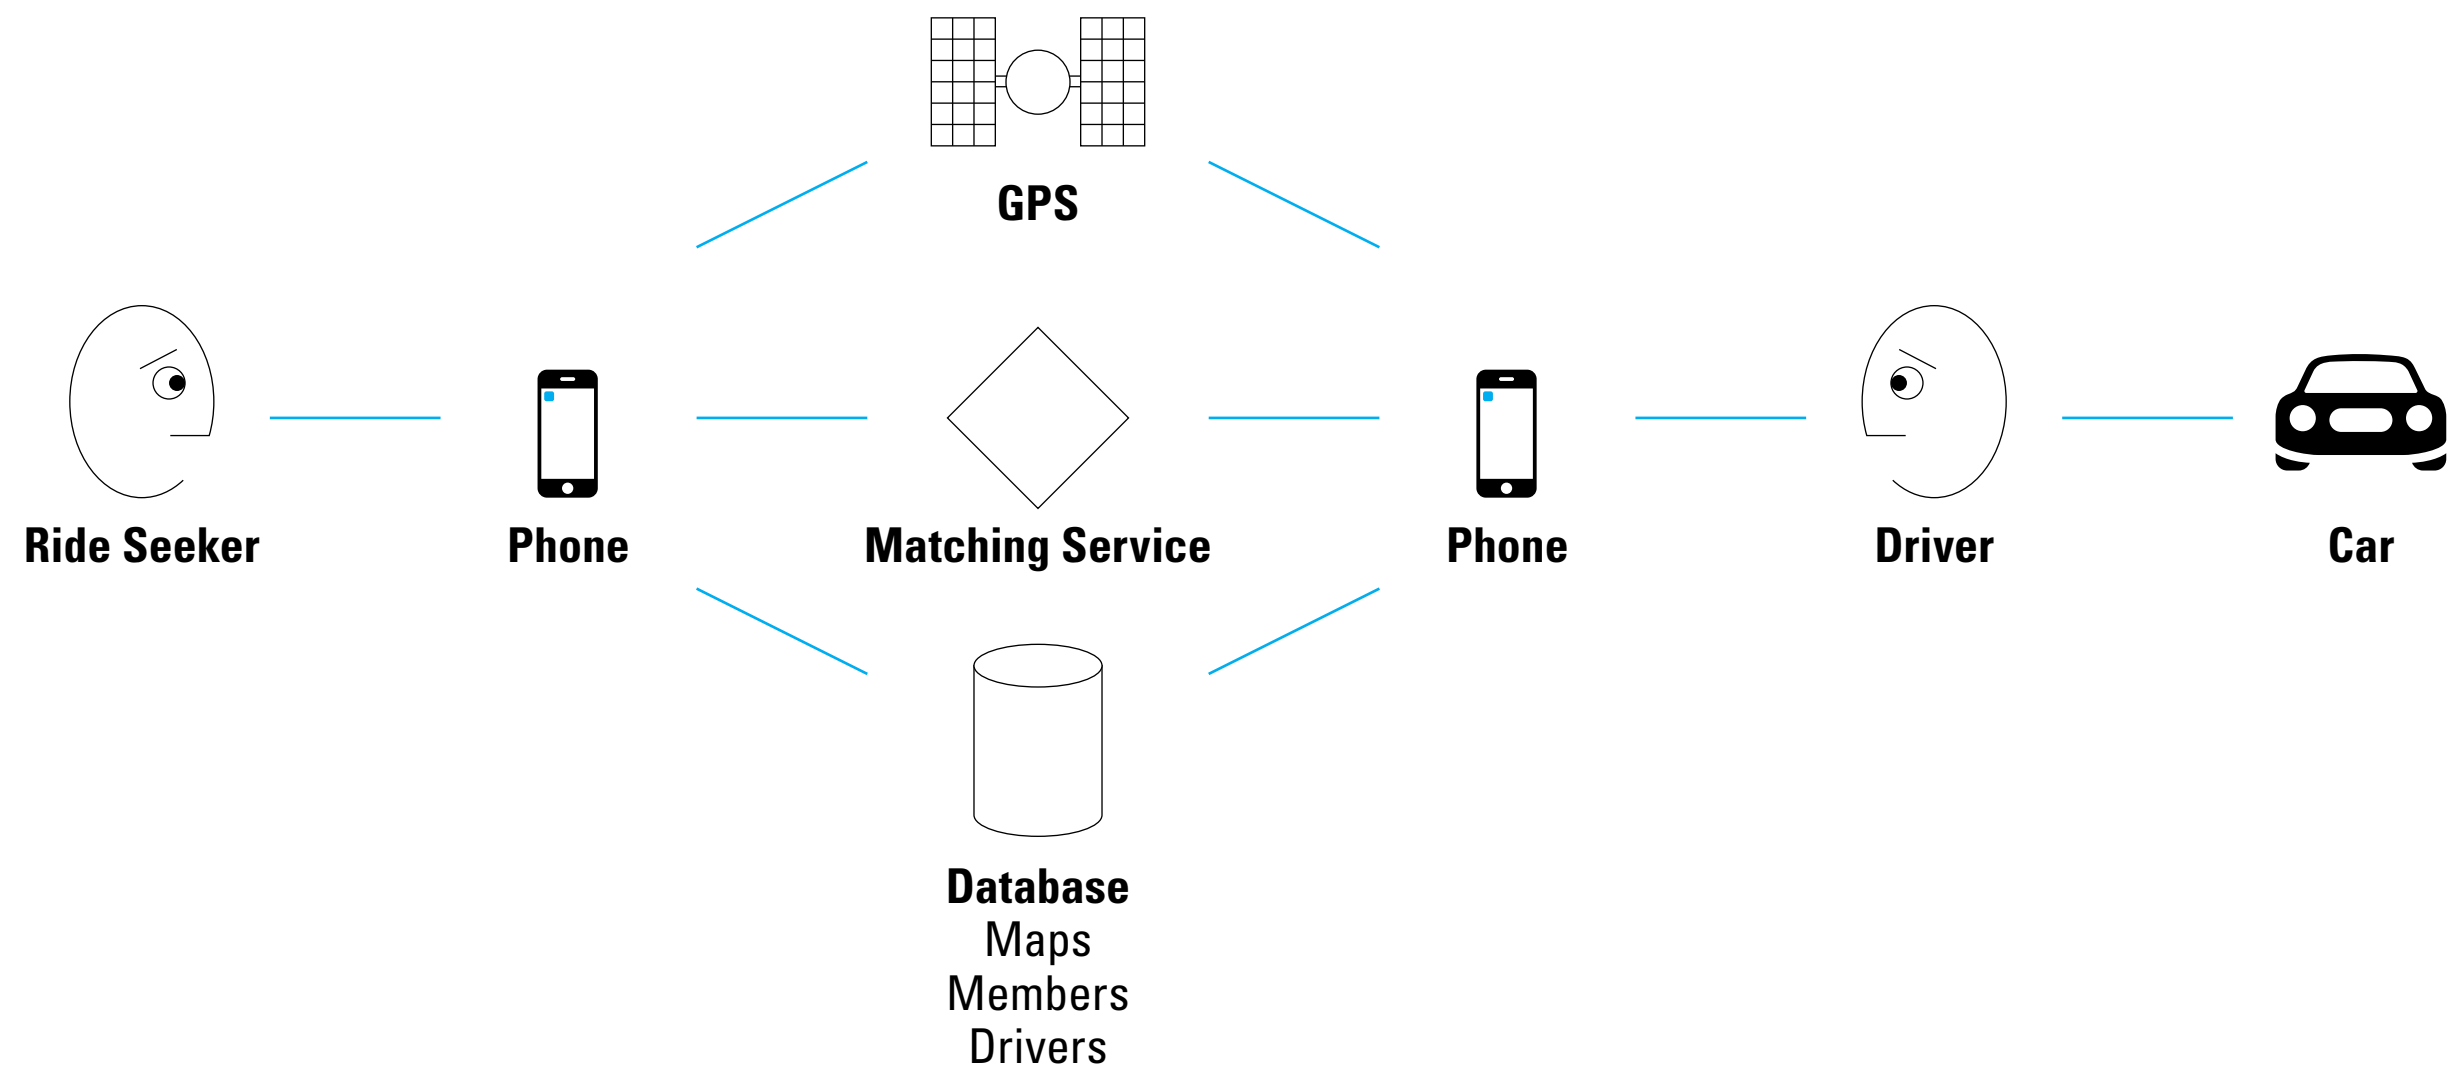 GPS
Ride Seeker
Phone
Matching Service
Phone
Driver
Car
Database
Maps
Members
Drivers